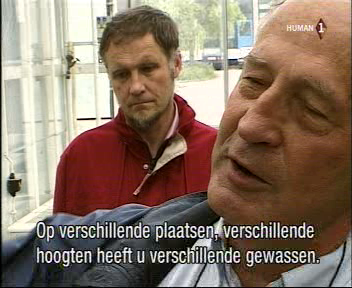 HUMAN 1
Op verschillende plaatsen, verschillende
hoogten heeft u verschillende gewassen.